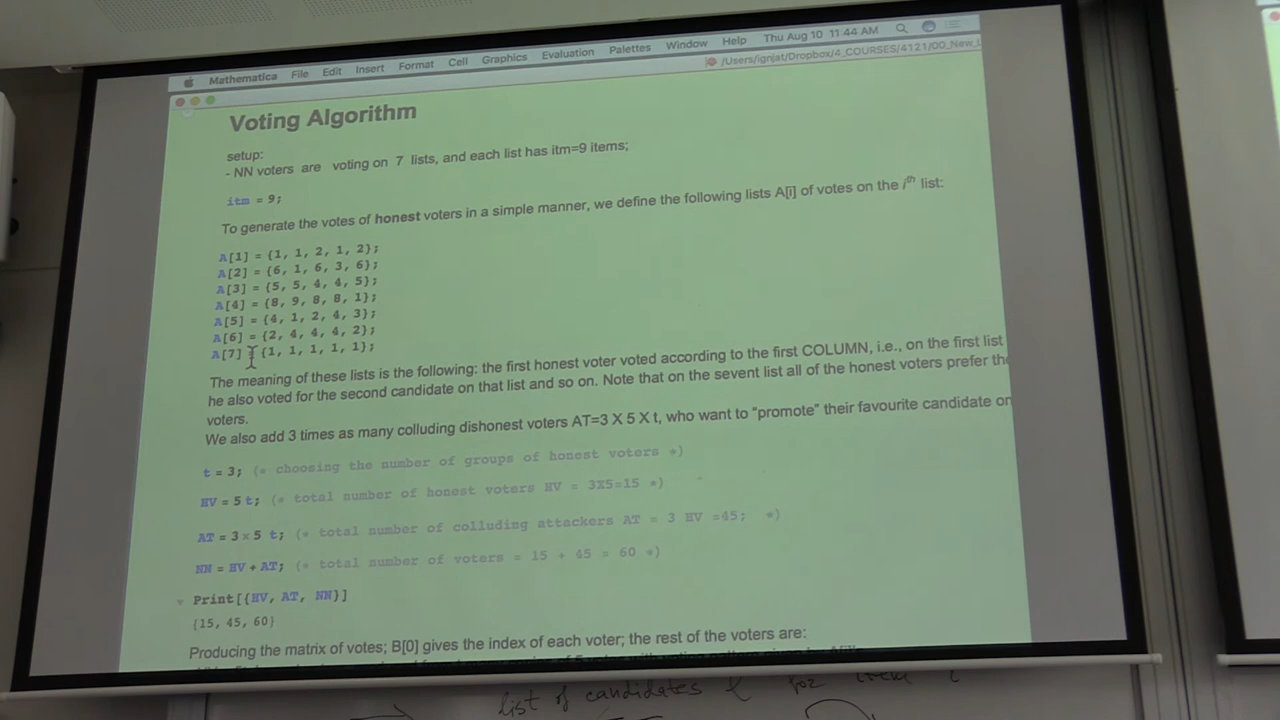 Mathematica File Edit Insert Format Cell Graphics Evaluation Palettes Window Help Thu Aug 10 11:44 AM
/Users/ignjat/Dropbox/4_COURSES/4121/00_New_
Voting Algorithm
setup:
- NN voters are voting on 7 lists, and each list has itm=9 items;
itm = 9;
To generate the votes of honest voters in a simple manner, we define the following lists A[i] of votes on the ith list:
A[1] = {1, 1, 2, 1, 2};
A[2] = {6, 1, 6, 3, 6};
A[3] = {5, 5, 4, 4, 5};
A[4] = {8, 9, 8, 8, 1};
A[5] = {4, 1, 2, 4, 3};
A[6] = {2, 4, 4, 4, 2};
A[7] = {1, 1, 1, 1, 1};
The meaning of these lists is the following: the first honest voter voted according to the first COLUMN, i.e., on the first list
he also voted for the second candidate on that list and so on. Note that on the sevent list all of the honest voters prefer the
voters.
We also add 3 times as many colluding dishonest voters AT=3 X 5 X t, who want to "promote" their favourite candidate on
t = 3; (* choosing the number of groups of honest voters *)
HV = 5 t; (* total number of honest voters HV = 3X5=15 *)
AT = 3 × 5 t; (* total number of colluding attackers AT = 3 HV =45; *)
NN = HV + AT; (* total number of voters = 15 + 45 = 60 *)
Print[{HV, AT, NN}]
{15, 45, 60}
Producing the matrix of votes; B[0] gives the index of each voter; the rest of the voters are:
list of candidates for item